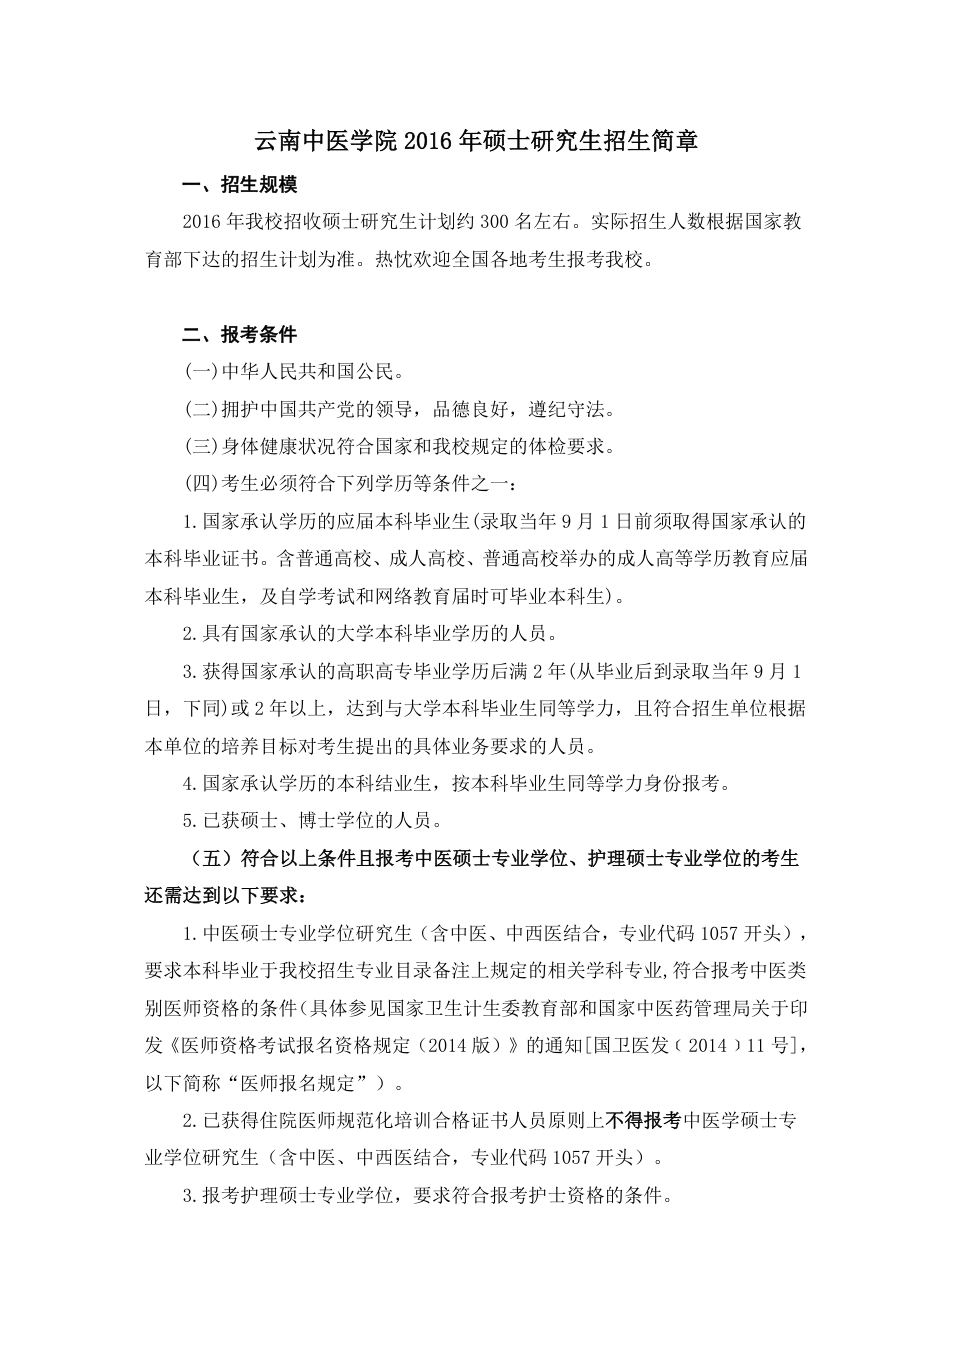 云南中医学院 2016 年硕士研究生招生简章
一、招生规模
2016 年我校招收硕士研究生计划约 300 名左右。实际招生人数根据国家教
育部下达的招生计划为准。热忱欢迎全国各地考生报考我校。
二、报考条件
(一)中华人民共和国公民。
(二)拥护中国共产党的领导，品德良好，遵纪守法。
(三)身体健康状况符合国家和我校规定的体检要求。
(四)考生必须符合下列学历等条件之一：
1.国家承认学历的应届本科毕业生(录取当年 9 月 1 日前须取得国家承认的
本科毕业证书。含普通高校、成人高校、普通高校举办的成人高等学历教育应届
本科毕业生，及自学考试和网络教育届时可毕业本科生)。
2.具有国家承认的大学本科毕业学历的人员。
3.获得国家承认的高职高专毕业学历后满 2 年(从毕业后到录取当年 9 月 1
日，下同)或 2 年以上，达到与大学本科毕业生同等学力，且符合招生单位根据
本单位的培养目标对考生提出的具体业务要求的人员。
4.国家承认学历的本科结业生，按本科毕业生同等学力身份报考。
5.已获硕士、博士学位的人员。
（五）符合以上条件且报考中医硕士专业学位、护理硕士专业学位的考生
还需达到以下要求：
1.中医硕士专业学位研究生（含中医、中西医结合，专业代码 1057 开头），
要求本科毕业于我校招生专业目录备注上规定的相关学科专业,符合报考中医类
别医师资格的条件（具体参见国家卫生计生委教育部和国家中医药管理局关于印
发《医师资格考试报名资格规定（2014 版）》的通知[国卫医发﹝2014﹞11 号]，
以下简称“医师报名规定”）。
2.已获得住院医师规范化培训合格证书人员原则上不得报考中医学硕士专
业学位研究生（含中医、中西医结合，专业代码 1057 开头）。
3.报考护理硕士专业学位，要求符合报考护士资格的条件。